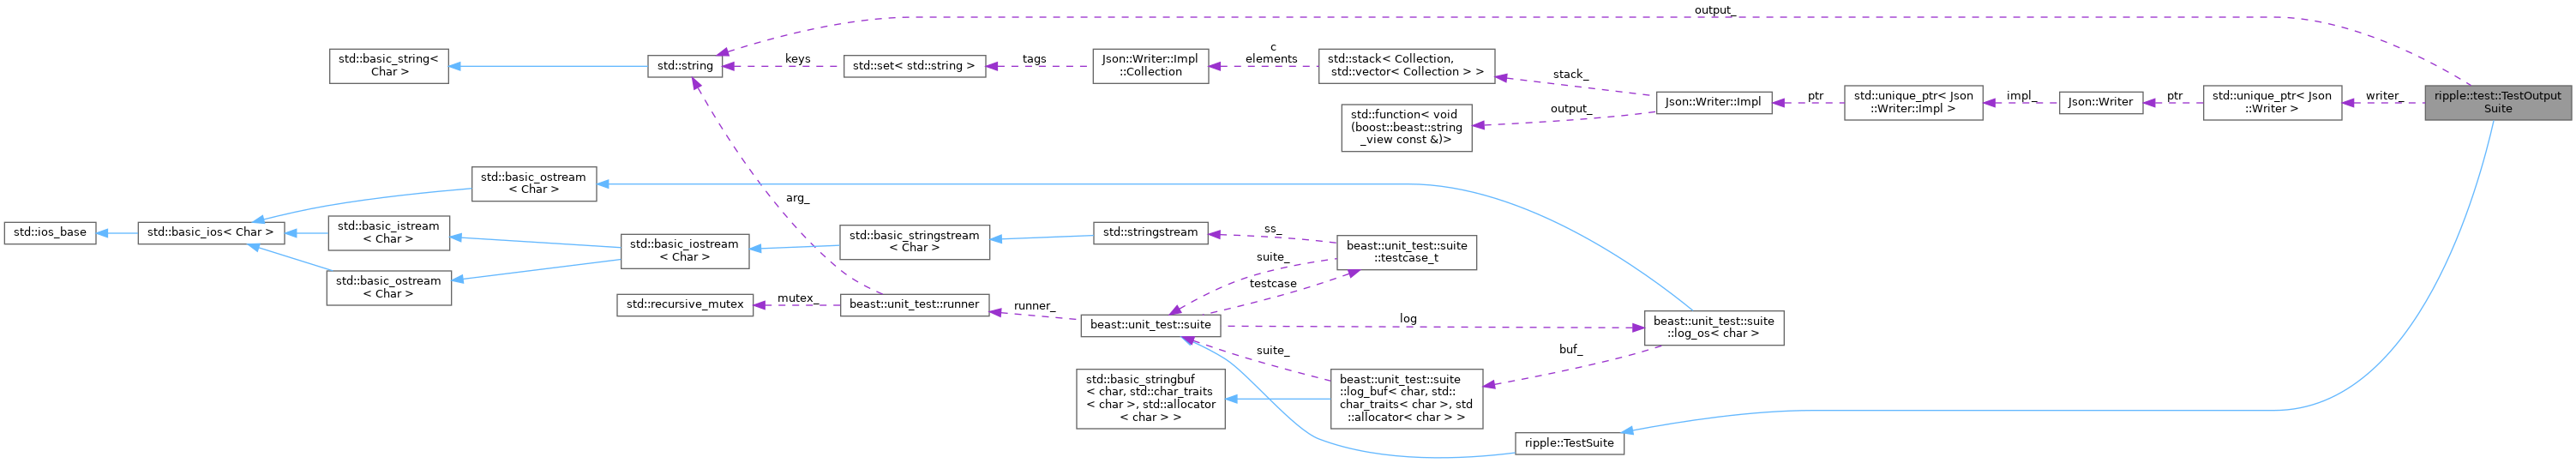 output_
std::basic_string<
Char >
std::string
keys
std::set< std::string >
tags
Json::Writer::Impl
::Collection
c
elements
std::stack< Collection,
std::vector< Collection > >
stack_
output_
std::function< void
(boost::beast::string
_view const &)>
Json::Writer::Impl
ptr
std::unique_ptr< Json
::Writer::Impl >
impl_
Json::Writer
ptr
std::unique_ptr< Json
::Writer >
writer_
ripple::test::TestOutput
Suite
std::basic_ostream
< Char >
arg_
std::ios_base
std::basic_ios< Char >
std::basic_istream
< Char >
std::basic_ostream
< Char >
std::basic_iostream
< Char >
std::basic_stringstream
< Char >
std::stringstream
ss_
suite_
testcase
beast::unit_test::suite
::testcase_t
std::recursive_mutex
mutex_
beast::unit_test::runner
runner_
beast::unit_test::suite
log
beast::unit_test::suite
::log_os< char >
suite_
buf_
std::basic_stringbuf
< char, std::char_traits
< char >, std::allocator
< char > >
beast::unit_test::suite
::log_buf< char, std::
char_traits< char >, std
::allocator< char > >
ripple::TestSuite